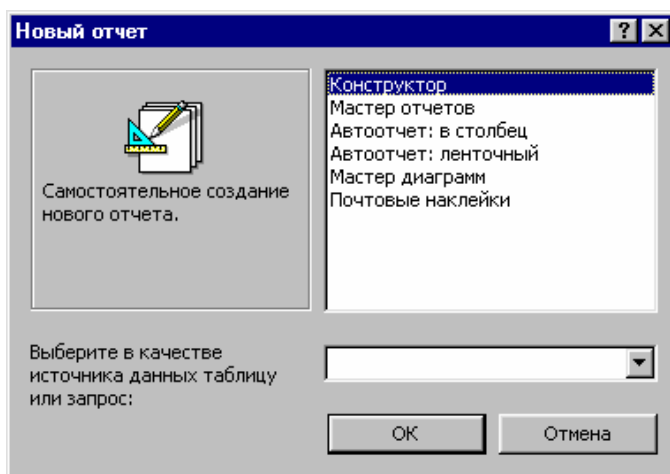 Новый отчет
Конструктор
Мастер отчетов
Автоотчет: в столбец
Автоотчет: ленточный
Мастер диаграмм
Почтовые наклейки
Самостоятельное создание
нового отчета.
Выберите в качестве
источника данных таблицу
или запрос:
ОК
Отмена